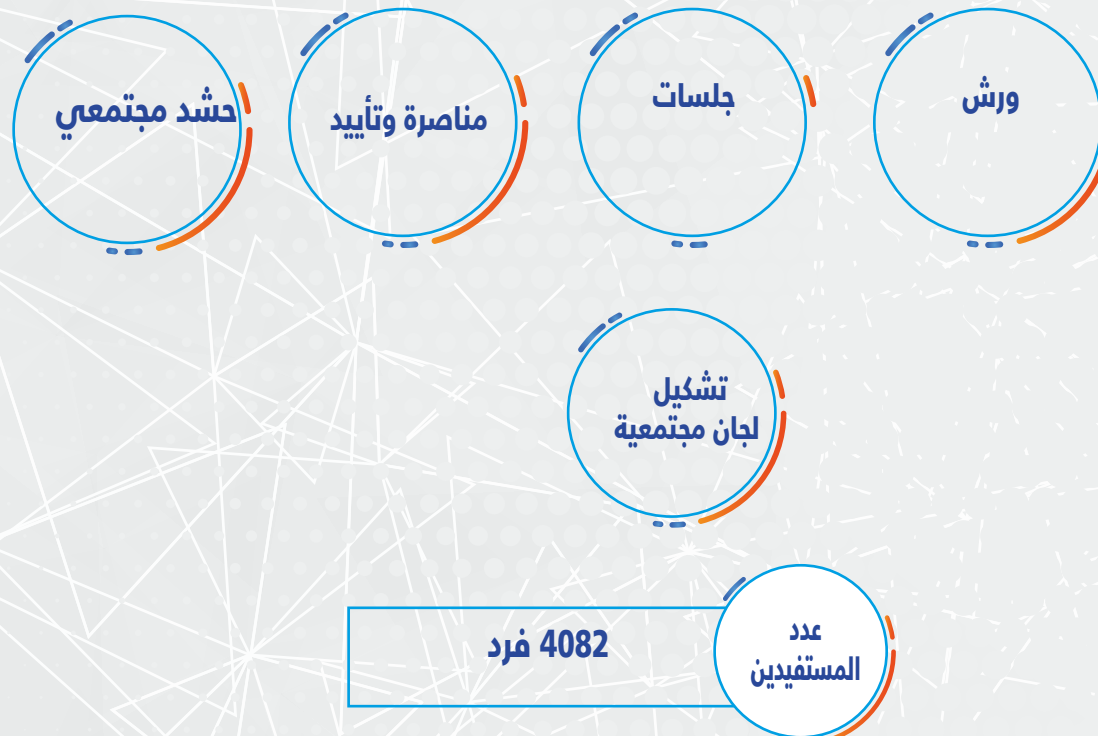 ورش
جلسات
مناصرة وتأييد
حشد مجتمعي
تشكيل
لجان مجتمعية
عدد
المستفيدين
4082 فرد